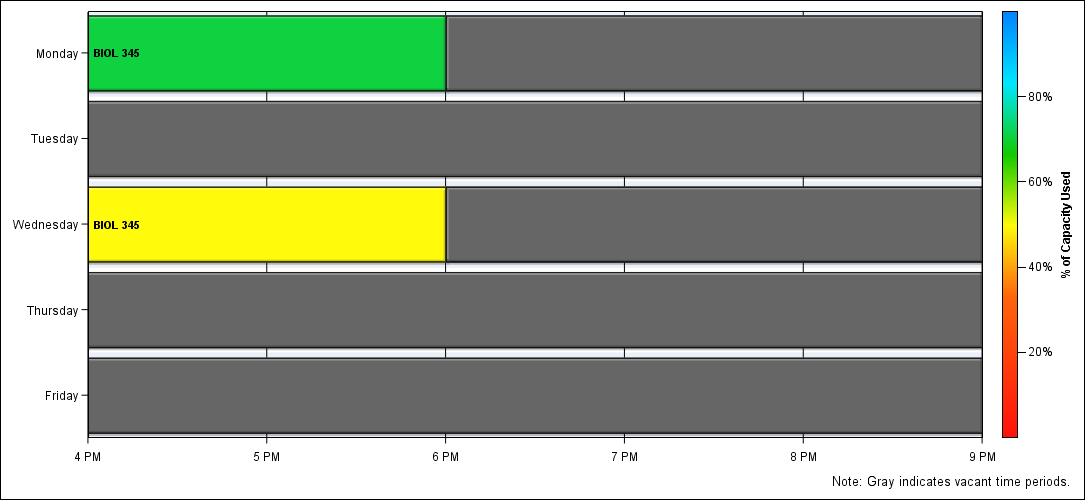 Monday
BIOL 345
Tuesday
Wednesday
BIOL 345
Thursday
Friday
4 PM 5 PM 6 PM 7 PM 8 PM 9 PM
80%
60%
40%
20%
% of Capacity Used
Note: Gray indicates vacant time periods.